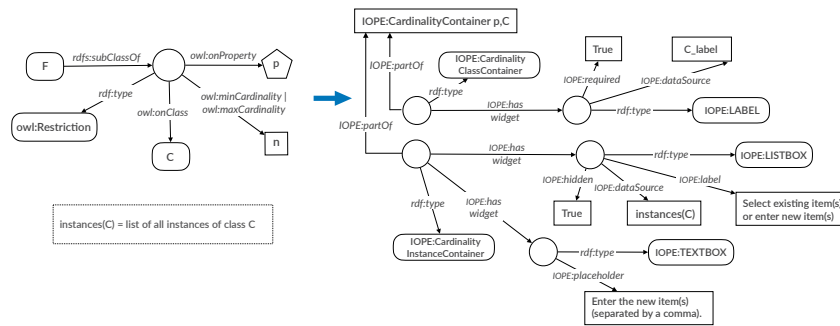 F
rdfs:subClassOf
owl:onProperty
p
rdf:type
owl:onClass
owl:minCardinality |
owl:maxCardinality
owl:Restriction
C
n
instances(C) = list of all instances of class C
IOPE:CardinalityContainer p,C
IOPE:partOf
IOPE:Cardinality
ClassContainer
rdf:type
True
C_label
IOPE:required
IOPE:dataSource
IOPE:has
widget
rdf:type
IOPE:LABEL
IOPE:partOf
IOPE:has
widget
rdf:type
IOPE:LISTBOX
IOPE:hidden
IOPE:dataSource
IOPE:label
True
instances(C)
Select existing item(s)
or enter new item(s)
rdf:type
IOPE:has
widget
IOPE:Cardinality
InstanceContainer
rdf:type
IOPE:TEXTBOX
IOPE:placeholder
Enter the new item(s)
(separated by a comma).